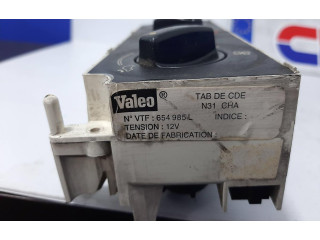 Valeo
TAB DE CDE
N31 CHA
N° VTF : 654 985-L
INDICE :
TENSION : 12V
DATE DE FABRICATION